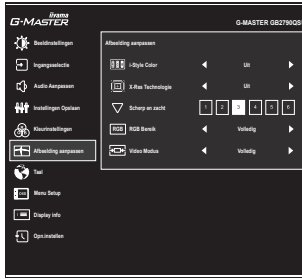 iiyama
G-MASTER
G-MASTER GB2790QSU
Beeldinstellingen
Ingangsselectie
Audio Aanpassen
Instellingen Opslaan
Kleurinstellingen
Afbeelding aanpassen
Taal
OSD Menu Setup
Display info
Opn.instellen
Afbeelding aanpassen
i-Style Color Uit
X-Res Technologie Uit
Scherp en zacht 1 2 3 4 5 6
RGB RGB Bereik Volledig
Video Modus Volledig